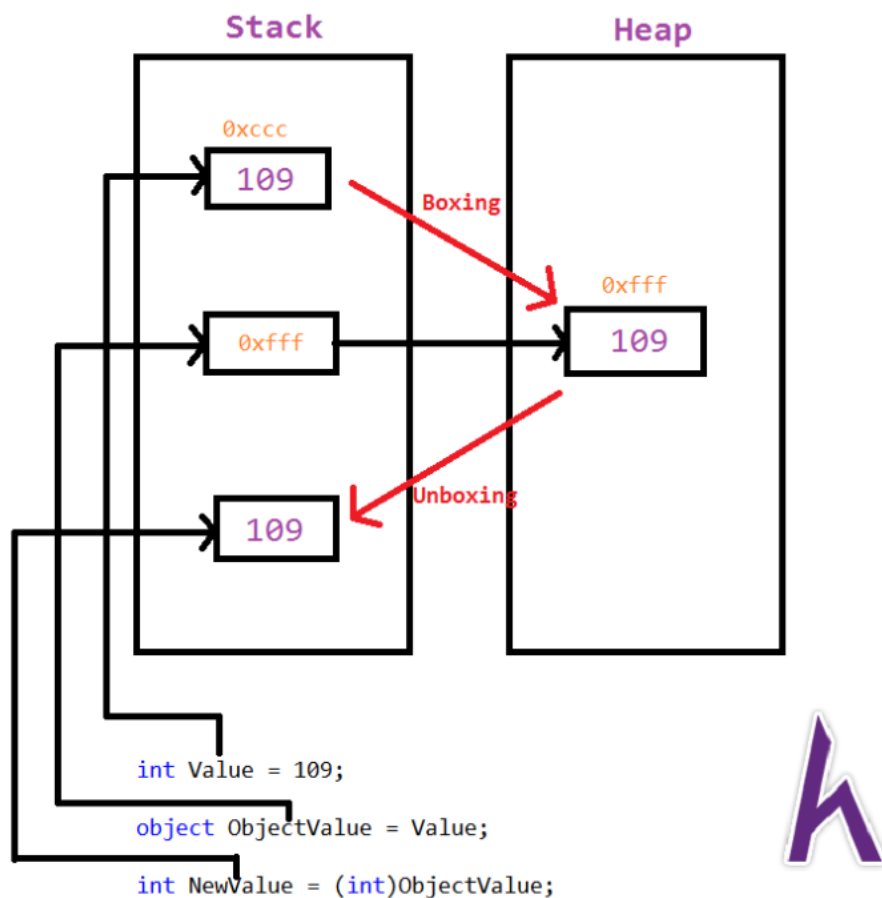 Stack
Heap
0xccc
109
Boxing
0xfff
109
0xfff
Unboxing
109
int Value = 109;
object ObjectValue = Value;
int NewValue = (int)ObjectValue;